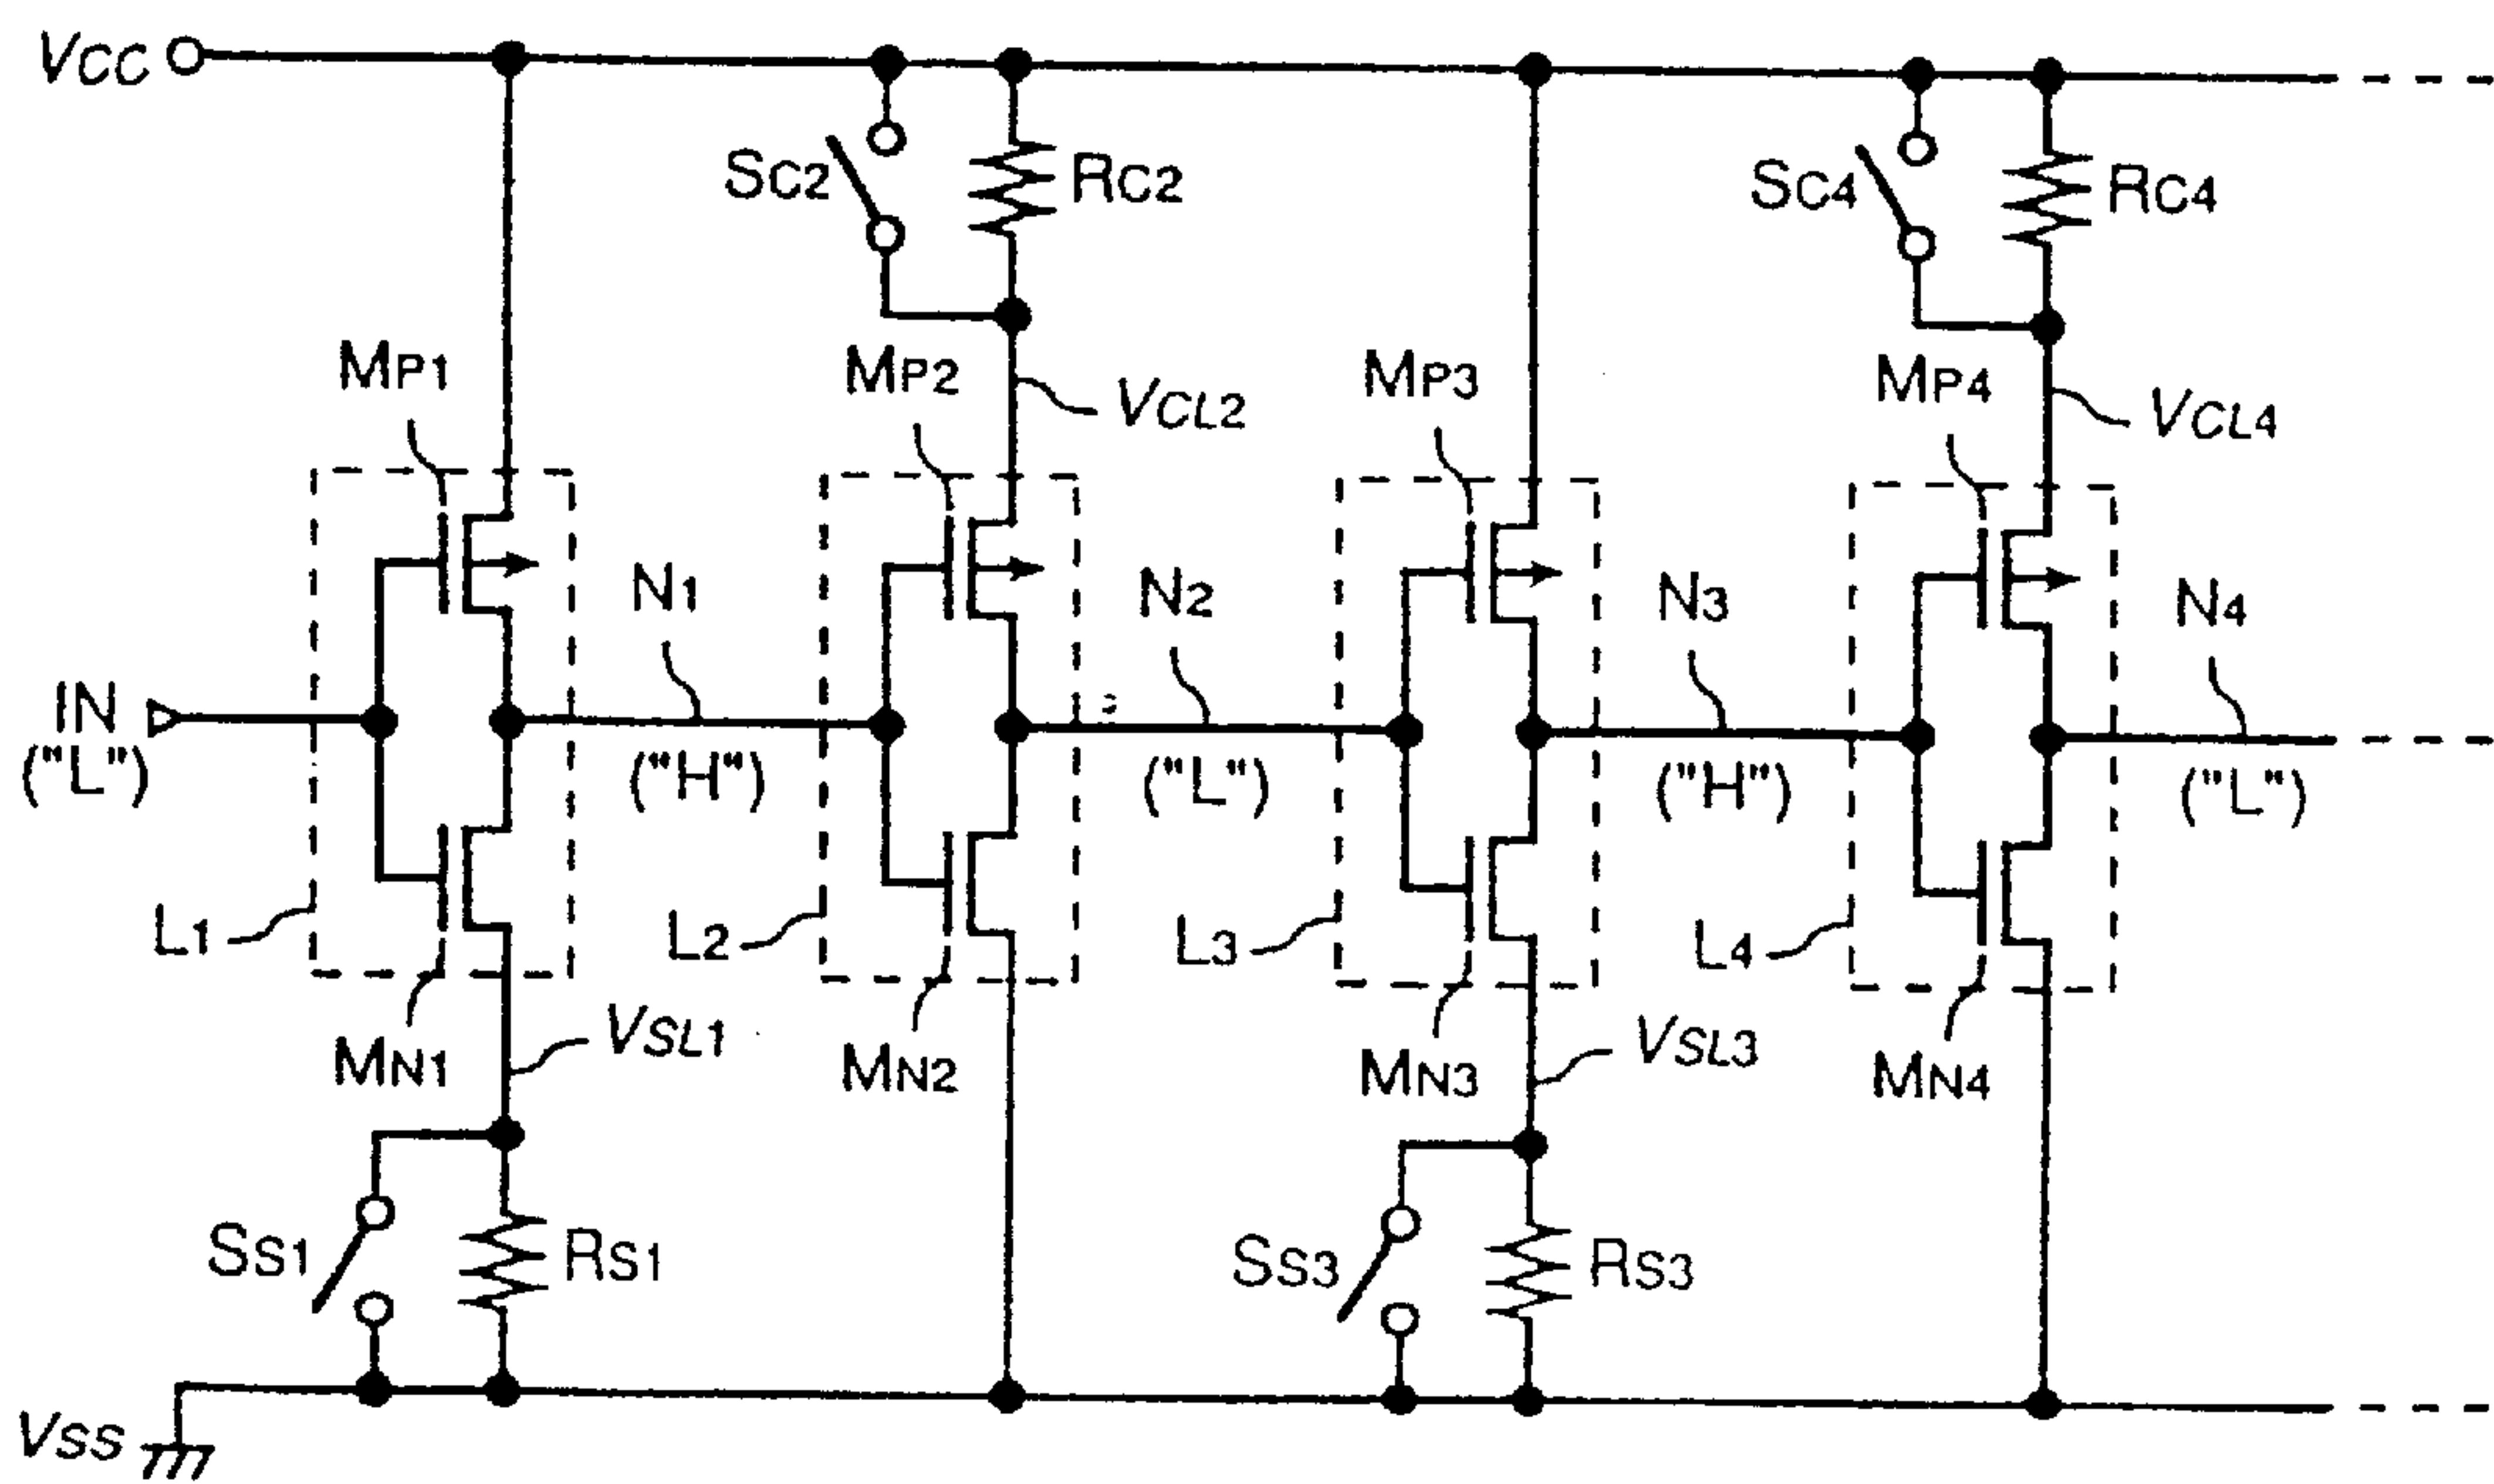 VCC
SC2
RC2
SC4
RC4
MP1
MP2
VCL2
MP3
MP4
VCL4
N1
N2
N3
N4
IN
("L")
("H")
("L")
("H")
("L")
L1
L2
L3
L4
MN1
VSL1
MN2
MN3
VSL3
MN4
SS1
RS1
SS3
RS3
VSS